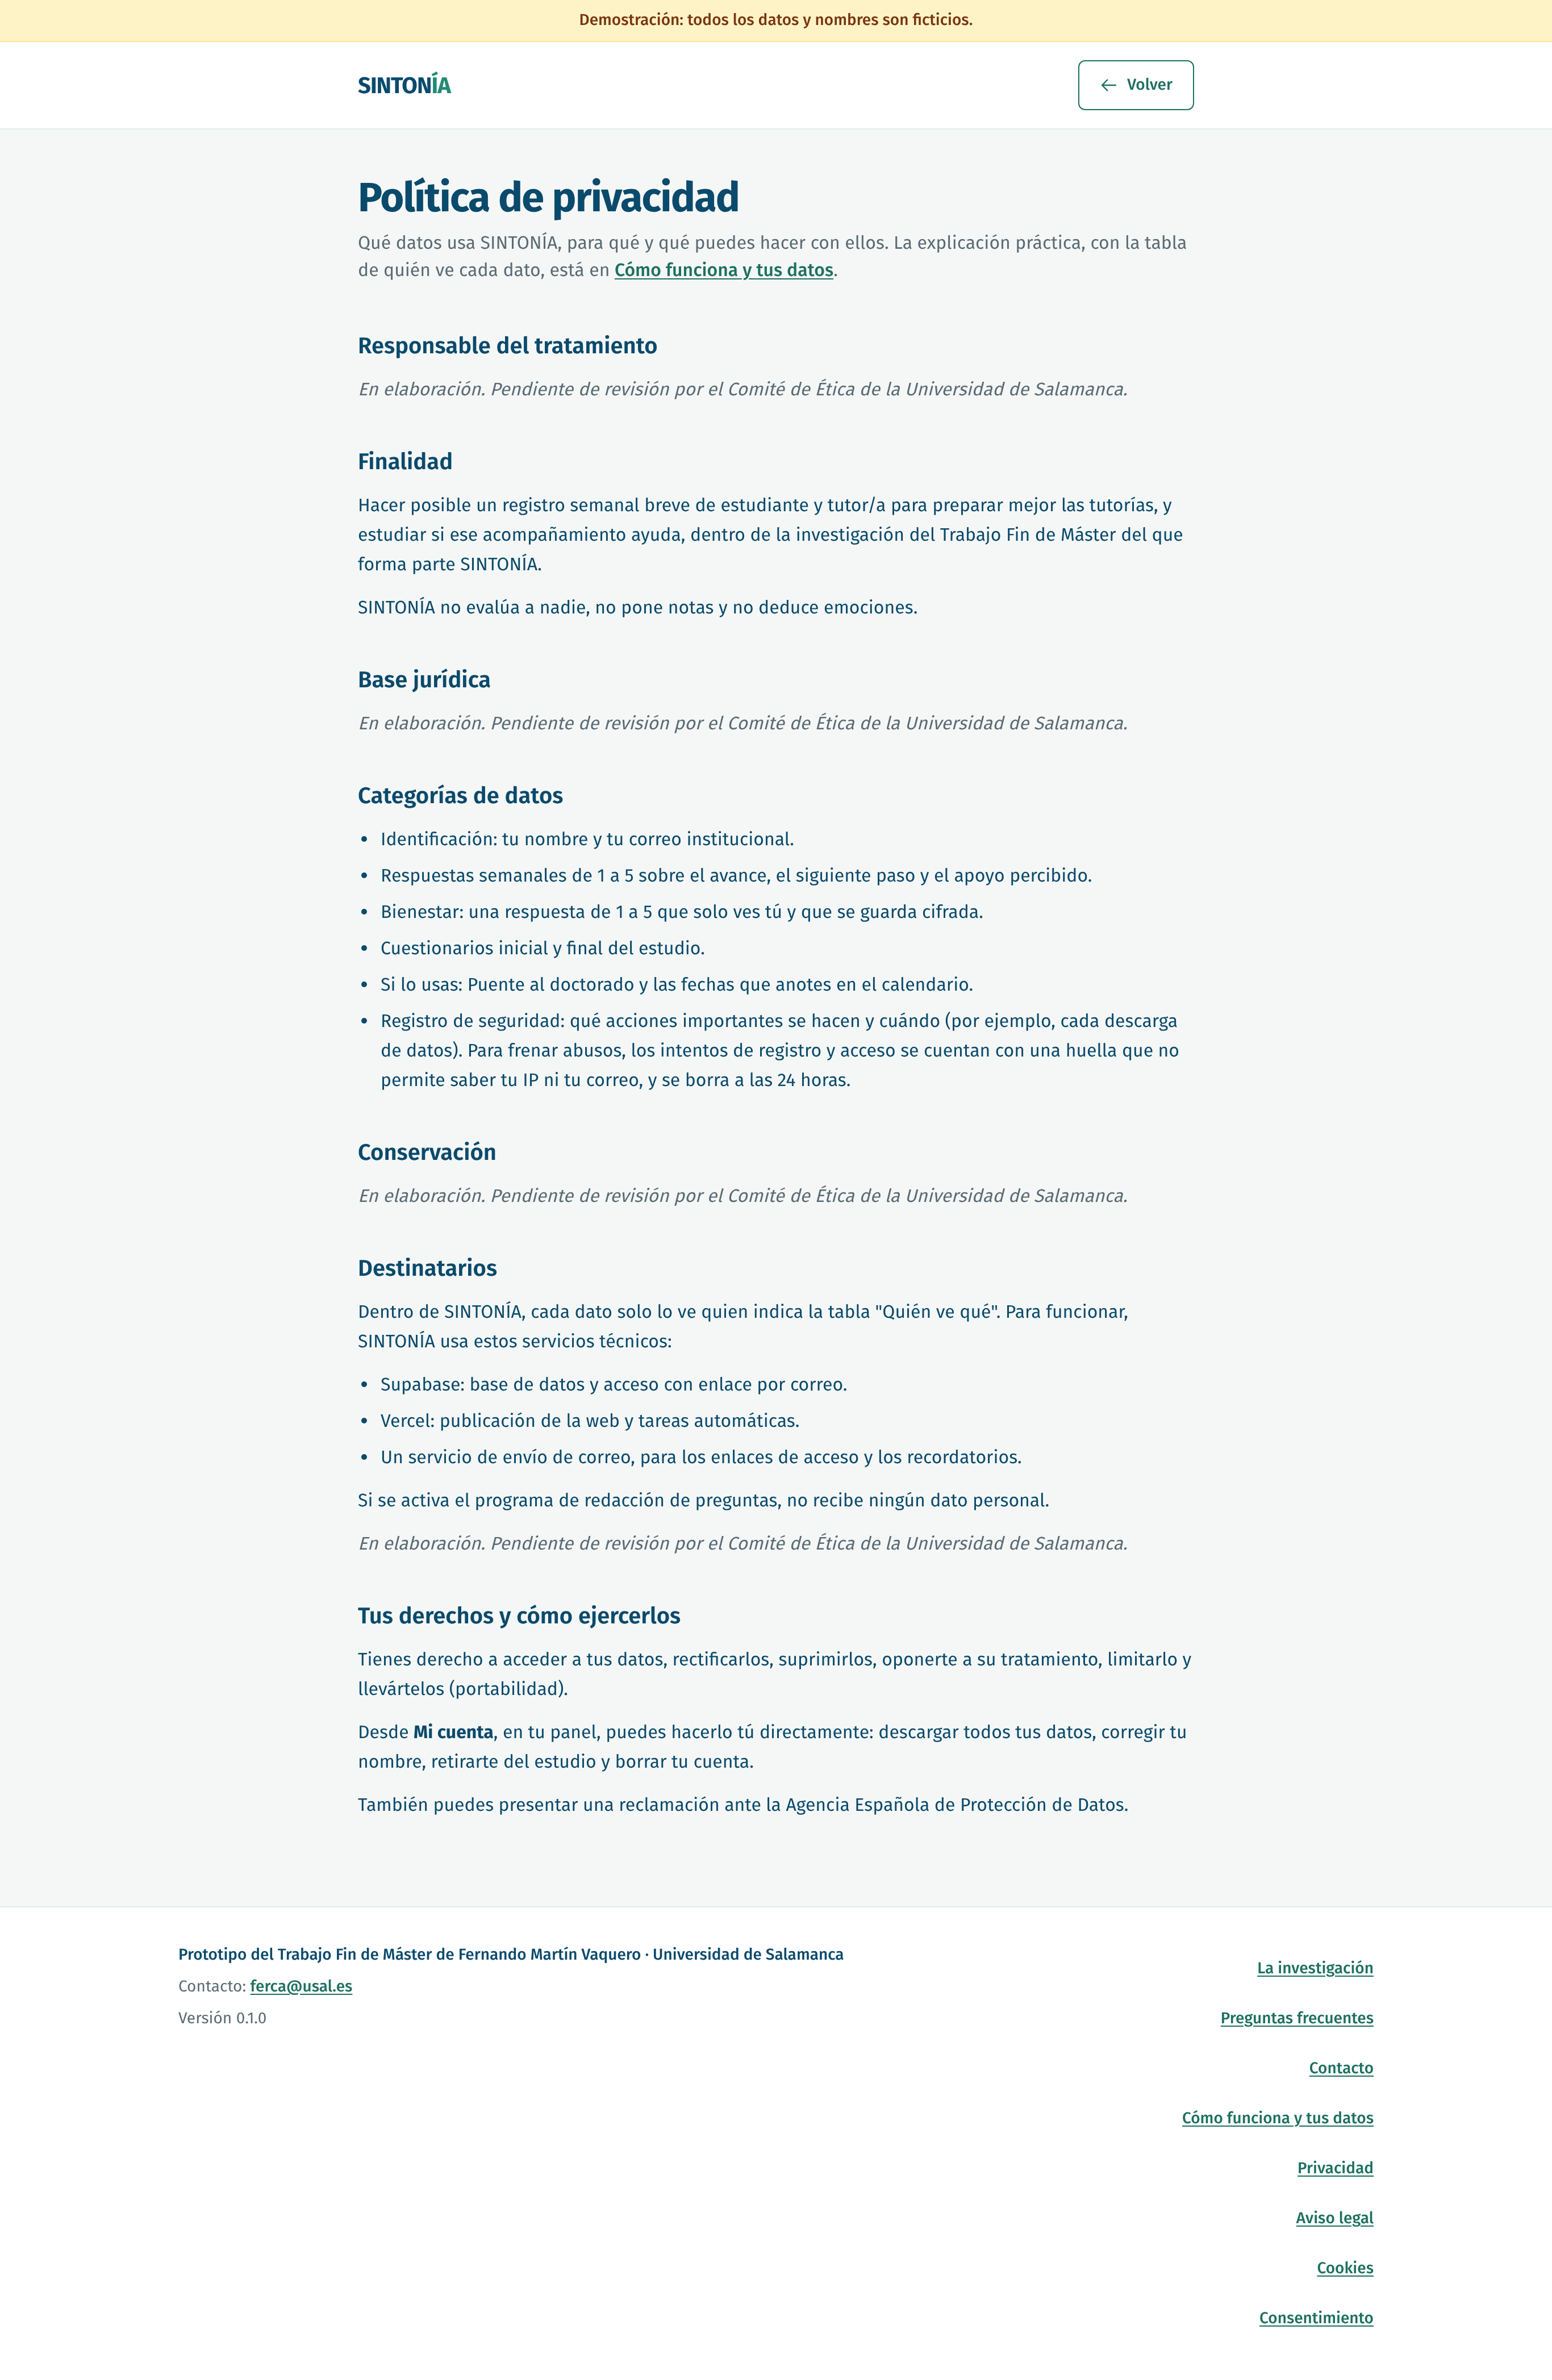 Demostración: todos los datos y nombres son ficticios.
SINTONÍA
Volver
Política de privacidad
Qué datos usa SINTONÍA, para qué y qué puedes hacer con ellos. La explicación práctica, con la tabla
de quién ve cada dato, está en Cómo funciona y tus datos.
Responsable del tratamiento
En elaboración. Pendiente de revisión por el Comité de Ética de la Universidad de Salamanca.
Finalidad
Hacer posible un registro semanal breve de estudiante y tutor/a para preparar mejor las tutorías, y
estudiar si ese acompañamiento ayuda, dentro de la investigación del Trabajo Fin de Máster del que
forma parte SINTONÍA.
SINTONÍA no evalúa a nadie, no pone notas y no deduce emociones.
Base jurídica
En elaboración. Pendiente de revisión por el Comité de Ética de la Universidad de Salamanca.
Categorías de datos
• Identificación: tu nombre y tu correo institucional.
• Respuestas semanales de 1 a 5 sobre el avance, el siguiente paso y el apoyo percibido.
• Bienestar: una respuesta de 1 a 5 que solo ves tú y que se guarda cifrada.
• Cuestionarios inicial y final del estudio.
• Si lo usas: Puente al doctorado y las fechas que anotes en el calendario.
• Registro de seguridad: qué acciones importantes se hacen y cuándo (por ejemplo, cada descarga
de datos). Para frenar abusos, los intentos de registro y acceso se cuentan con una huella que no
permite saber tu IP ni tu correo, y se borra a las 24 horas.
Conservación
En elaboración. Pendiente de revisión por el Comité de Ética de la Universidad de Salamanca.
Destinatarios
Dentro de SINTONÍA, cada dato solo lo ve quien indica la tabla "Quién ve qué". Para funcionar,
SINTONÍA usa estos servicios técnicos:
• Supabase: base de datos y acceso con enlace por correo.
• Vercel: publicación de la web y tareas automáticas.
• Un servicio de envío de correo, para los enlaces de acceso y los recordatorios.
Si se activa el programa de redacción de preguntas, no recibe ningún dato personal.
En elaboración. Pendiente de revisión por el Comité de Ética de la Universidad de Salamanca.
Tus derechos y cómo ejercerlos
Tienes derecho a acceder a tus datos, rectificarlos, suprimirlos, oponerte a su tratamiento, limitarlo y
llevártelos (portabilidad).
Desde Mi cuenta, en tu panel, puedes hacerlo tú directamente: descargar todos tus datos, corregir tu
nombre, retirarte del estudio y borrar tu cuenta.
También puedes presentar una reclamación ante la Agencia Española de Protección de Datos.
Prototipo del Trabajo Fin de Máster de Fernando Martín Vaquero · Universidad de Salamanca
Contacto: ferca@usal.es
Versión 0.1.0
La investigación
Preguntas frecuentes
Contacto
Cómo funciona y tus datos
Privacidad
Aviso legal
Cookies
Consentimiento